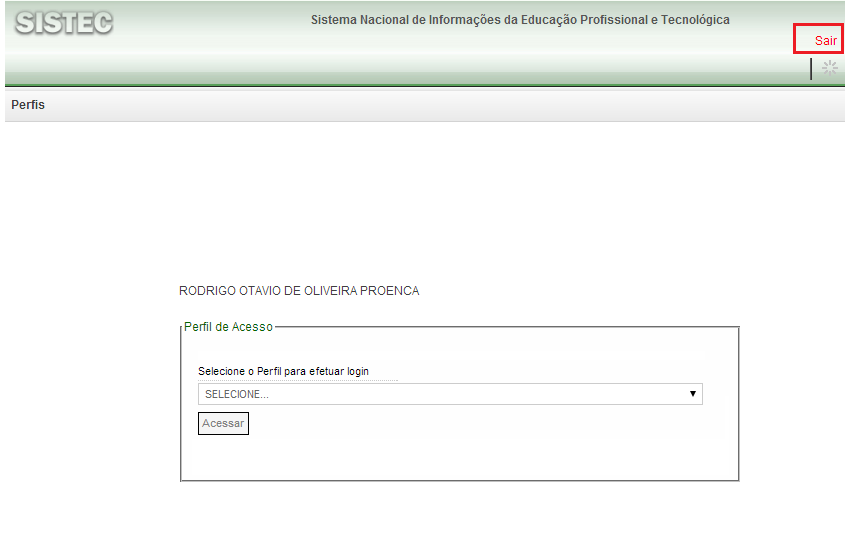 SISTEC
Sistema Nacional de Informações da Educação Profissional e Tecnológica
Sair
Perfis
RODRIGO OTAVIO DE OLIVEIRA PROENCA
Perfil de Acesso
Selecione o Perfil para efetuar login
SELECIONE...
Acessar